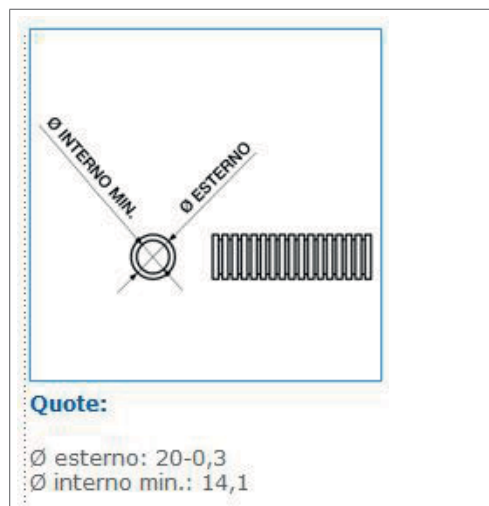 Ø INTERNO MIN.
Ø ESTERNO
Quote:
Ø esterno: 20-0,3
Ø interno min.: 14,1